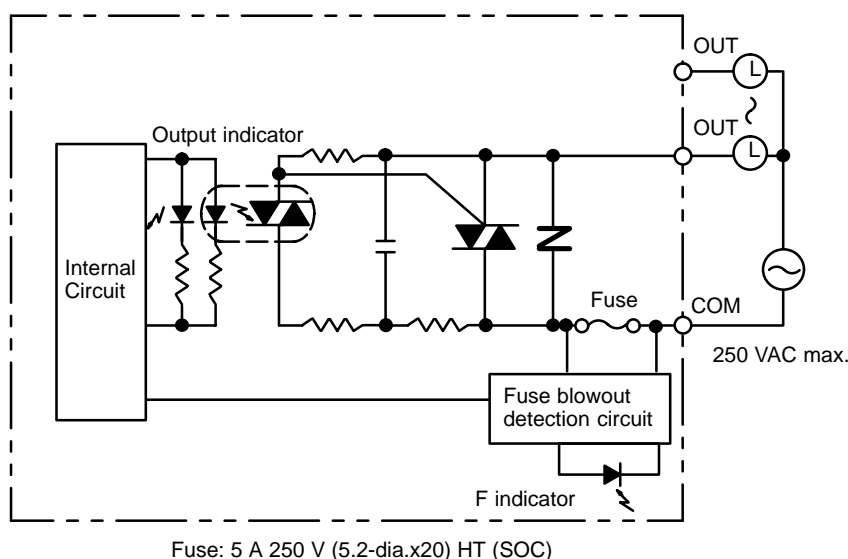 OUT
L
OUT
L
Output indicator
Internal
Circuit
Fuse
COM
250 VAC max.
Fuse blowout
detection circuit
F indicator
Fuse: 5 A 250 V (5.2-dia.x20) HT (SOC)